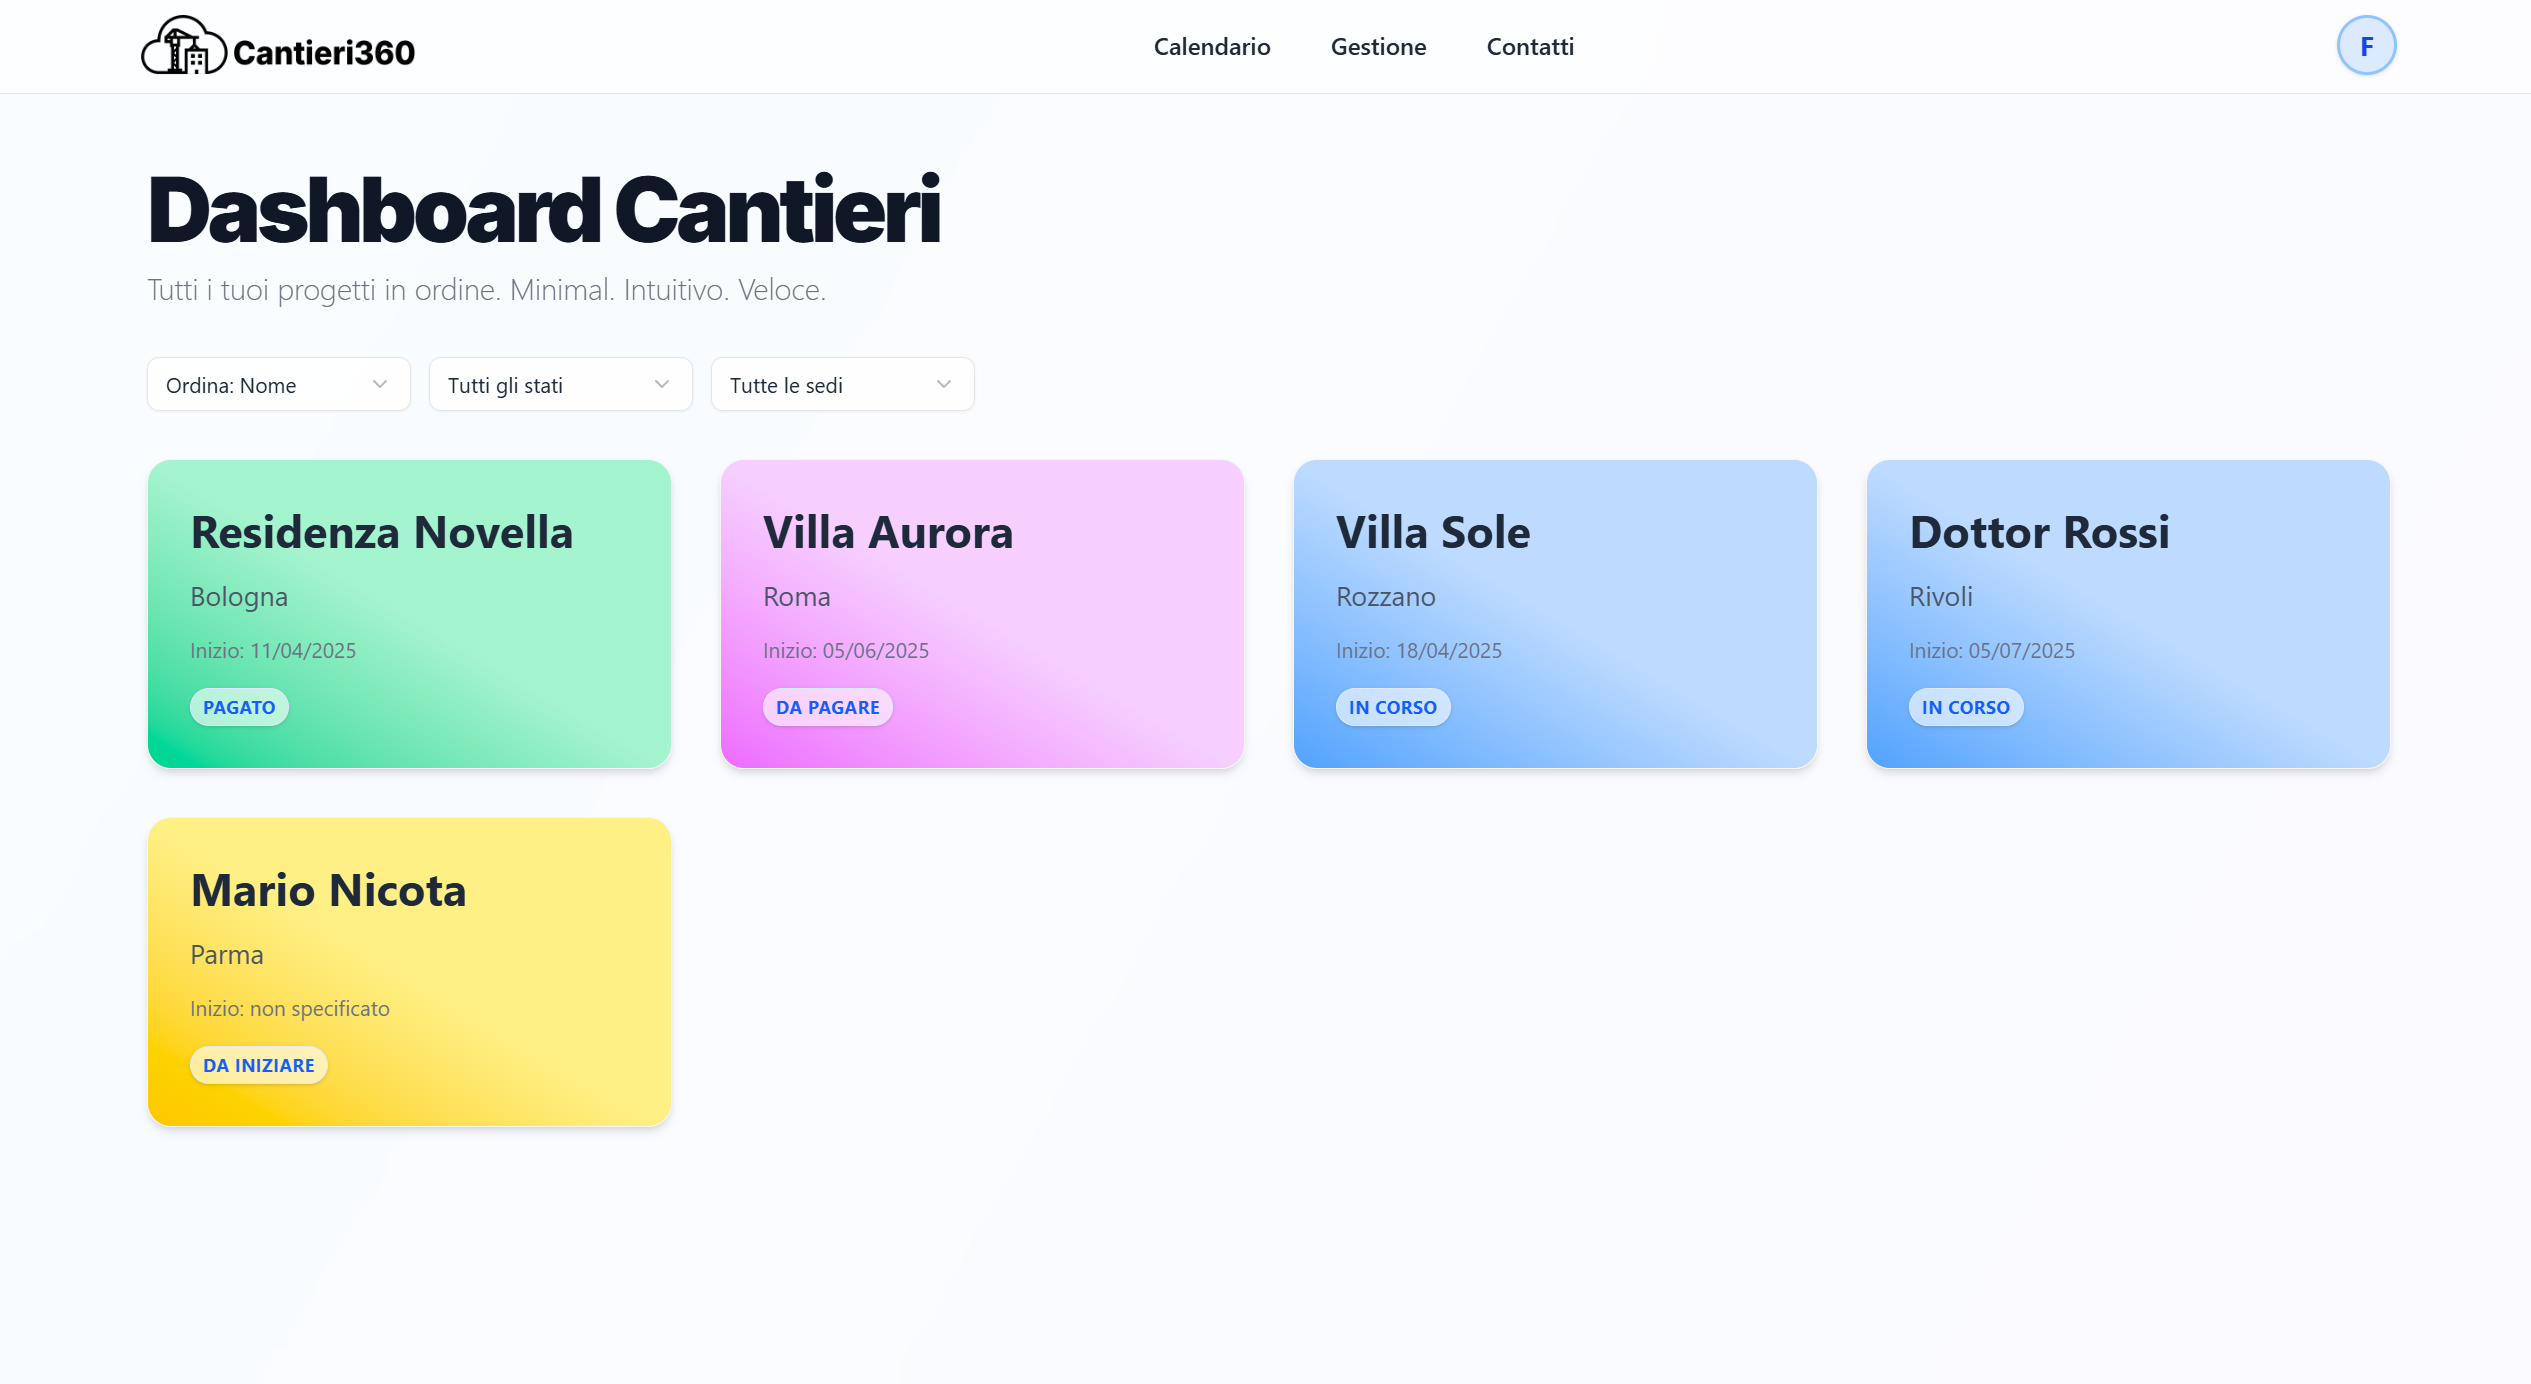 Cantieri360
Calendario
Gestione
Contatti
F
Dashboard Cantieri
Tutti i tuoi progetti in ordine. Minimal. Intuitivo. Veloce.
Ordina: Nome
Tutti gli stati
Tutte le sedi
Residenza Novella
Bologna
Inizio: 11/04/2025
PAGATO
Villa Aurora
Roma
Inizio: 05/06/2025
DA PAGARE
Villa Sole
Rozzano
Inizio: 18/04/2025
IN CORSO
Dottor Rossi
Rivoli
Inizio: 05/07/2025
IN CORSO
Mario Nicota
Parma
Inizio: non specificato
DA INIZIARE